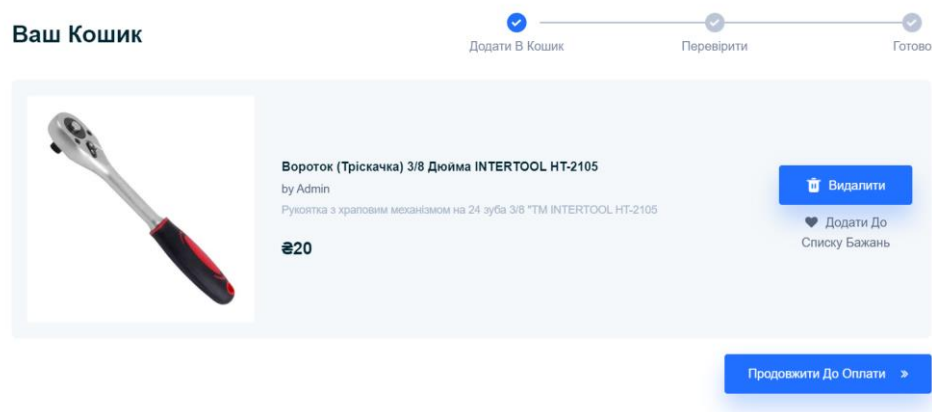 Ваш Кошик
Додати В Кошик
Перевірити
Готово
Вороток (Тріскачка) 3/8 Дюйма INTERTOOL HT-2105
by Admin
Рукоятка з храповим механізмом на 24 зуба 3/8 "ТМ INTERTOOL HT-2105
₴20
Видалити
Додати До
Списку Бажань
Продовжити До Оплати »